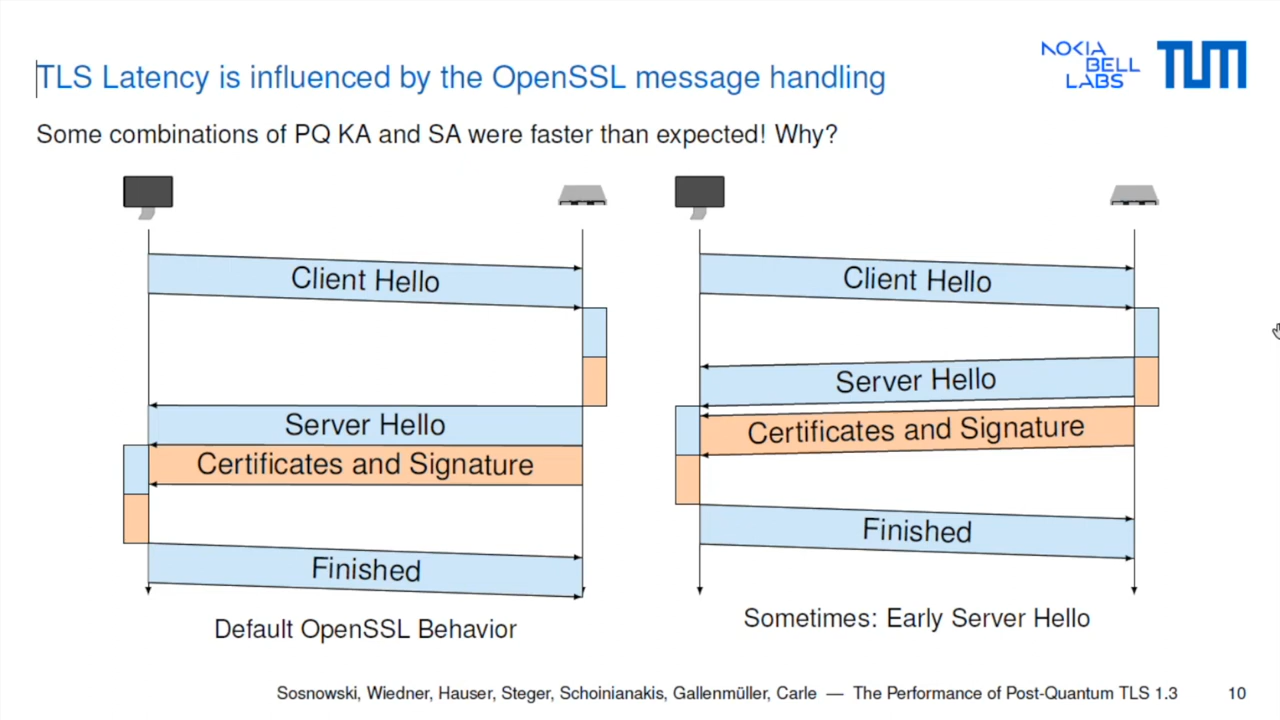 NOKIA
BELL
LABS
TUM
TLS Latency is influenced by the OpenSSL message handling
Some combinations of PQ KA and SA were faster than expected! Why?
Client Hello
Server Hello
Certificates and Signature
Finished
Default OpenSSL Behavior
Client Hello
Server Hello
Certificates and Signature
Finished
Sometimes: Early Server Hello
Sosnowski, Wiedner, Hauser, Steger, Schoinianakis, Gallenmüller, Carle — The Performance of Post-Quantum TLS 1.3
10